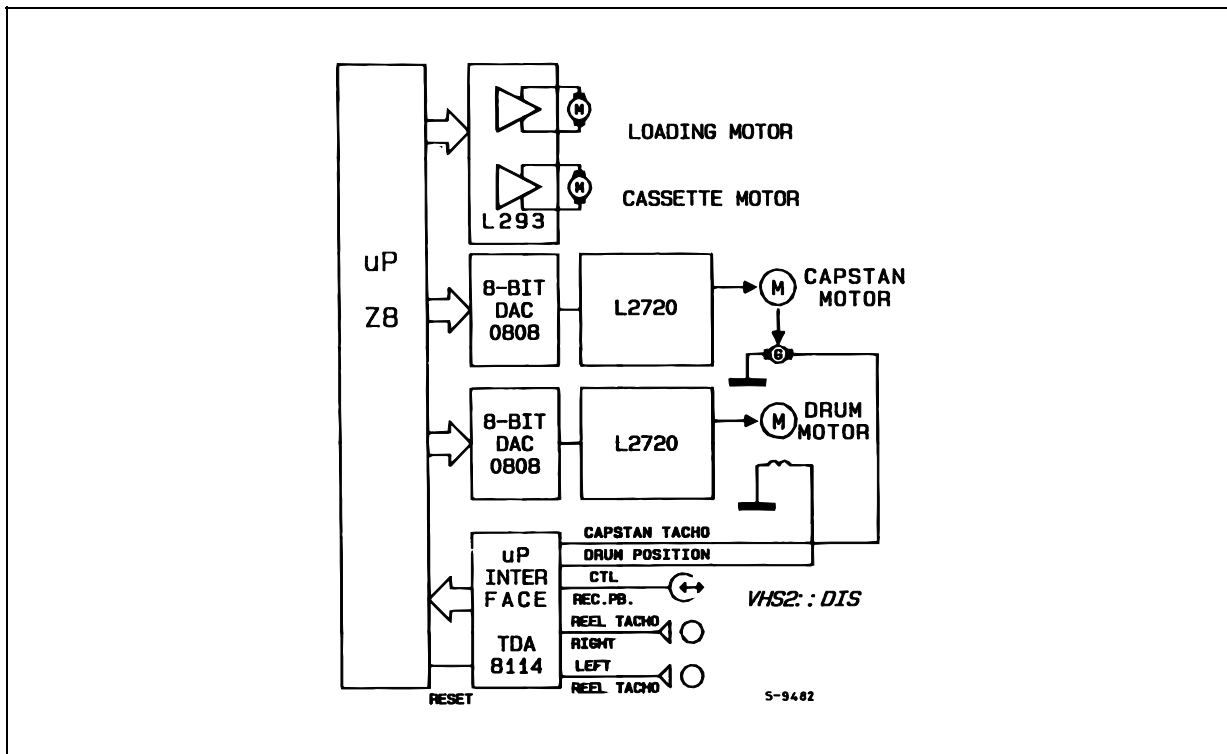 LOADING MOTOR
CASSETTE MOTOR
M
M
L293
uP
Z8
8-BIT
DAC
0808
L2720
M
CAPSTAN
MOTOR
G
8-BIT
DAC
0808
L2720
M
DRUM
MOTOR
uP
INTER
FACE
TDA
8114
CAPSTAN TACHO
DRUM POSITION
CTL
REC.PB.
REEL TACHO
RIGHT
LEFT
REEL TACHO
RESET
VHS2::DIS
S-9482